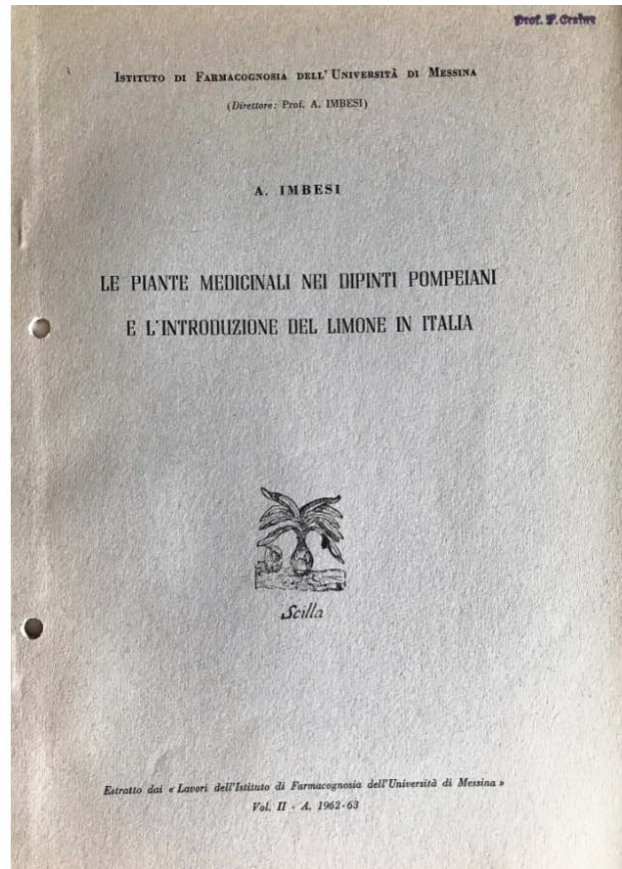 Prof. F.
ISTITUTO DI FARMACOGNOSIA DELL'UNIVERSITÀ DI MESSINA
(Direttore: Prof. A. IMBESI)
A. IMBESI
LE PIANTE MEDICINALI NEI DIPINTI POMPEIANI
E L'INTRODUZIONE DEL LIMONE IN ITALIA
Scilla
Estratto dai « Lavori dell'Istituto di Farmacognosia dell'Università di Messina »
Vol. II - A. 1962-63